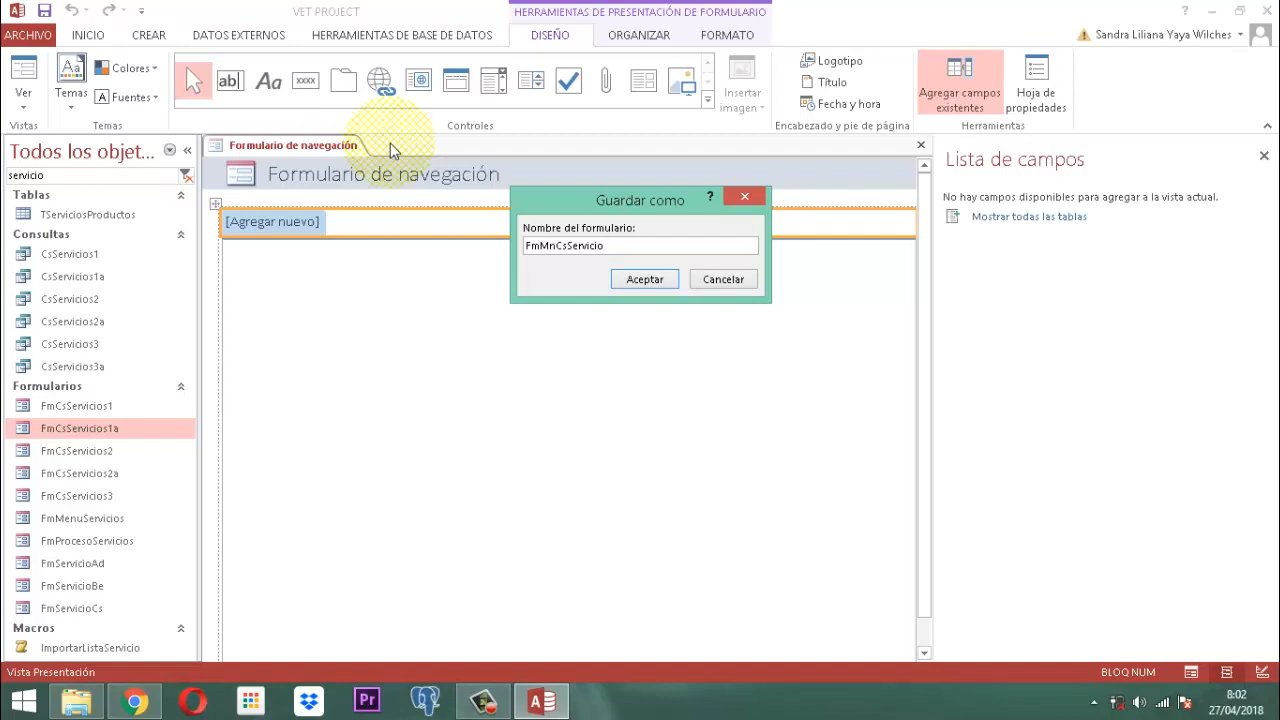 VET PROJECT
HERRAMIENTAS DE PRESENTACIÓN DE FORMULARIO
?
ARCHIVO
INICIO
CREAR
DATOS EXTERNOS
HERRAMIENTAS DE BASE DE DATOS
DISEÑO
ORGANIZAR
FORMATO
Sandra Liliana Yaya Wilches
Ver
Temas
Colores
Fuentes
ab
Aa
xxxx
Insertar
imagen
Logotipo
Título
Fecha y hora
Agregar campos
existentes
Hoja de
propiedades
Vistas
Temas
Controles
Encabezado y pie de página
Herramientas
Todos los objet...
servicio
Tablas
TServiciosProductos
Consultas
CsServicios1
CsServicios1a
CsServicios2
CsServicios2a
CsServicios3
CsServicios3a
Formularios
FmCsServicios1
FmCsServicios1a
FmCsServicios2
FmCsServicios2a
FmCsServicios3
FmMenuServicios
FmProcesoServicios
FmServicioAd
FmServicioBe
FmServicioCs
Macros
ImportarListaServicio
Formulario de navegación
Formulario de navegación
[Agregar nuevo]
Guardar como
?
Nombre del formulario:
FmMnCsServicio
Aceptar
Cancelar
Lista de campos
No hay campos disponibles para agregar a la vista actual.
Mostrar todas las tablas
Vista Presentación
BLOQ NUM
Pr
8:02
27/04/2018